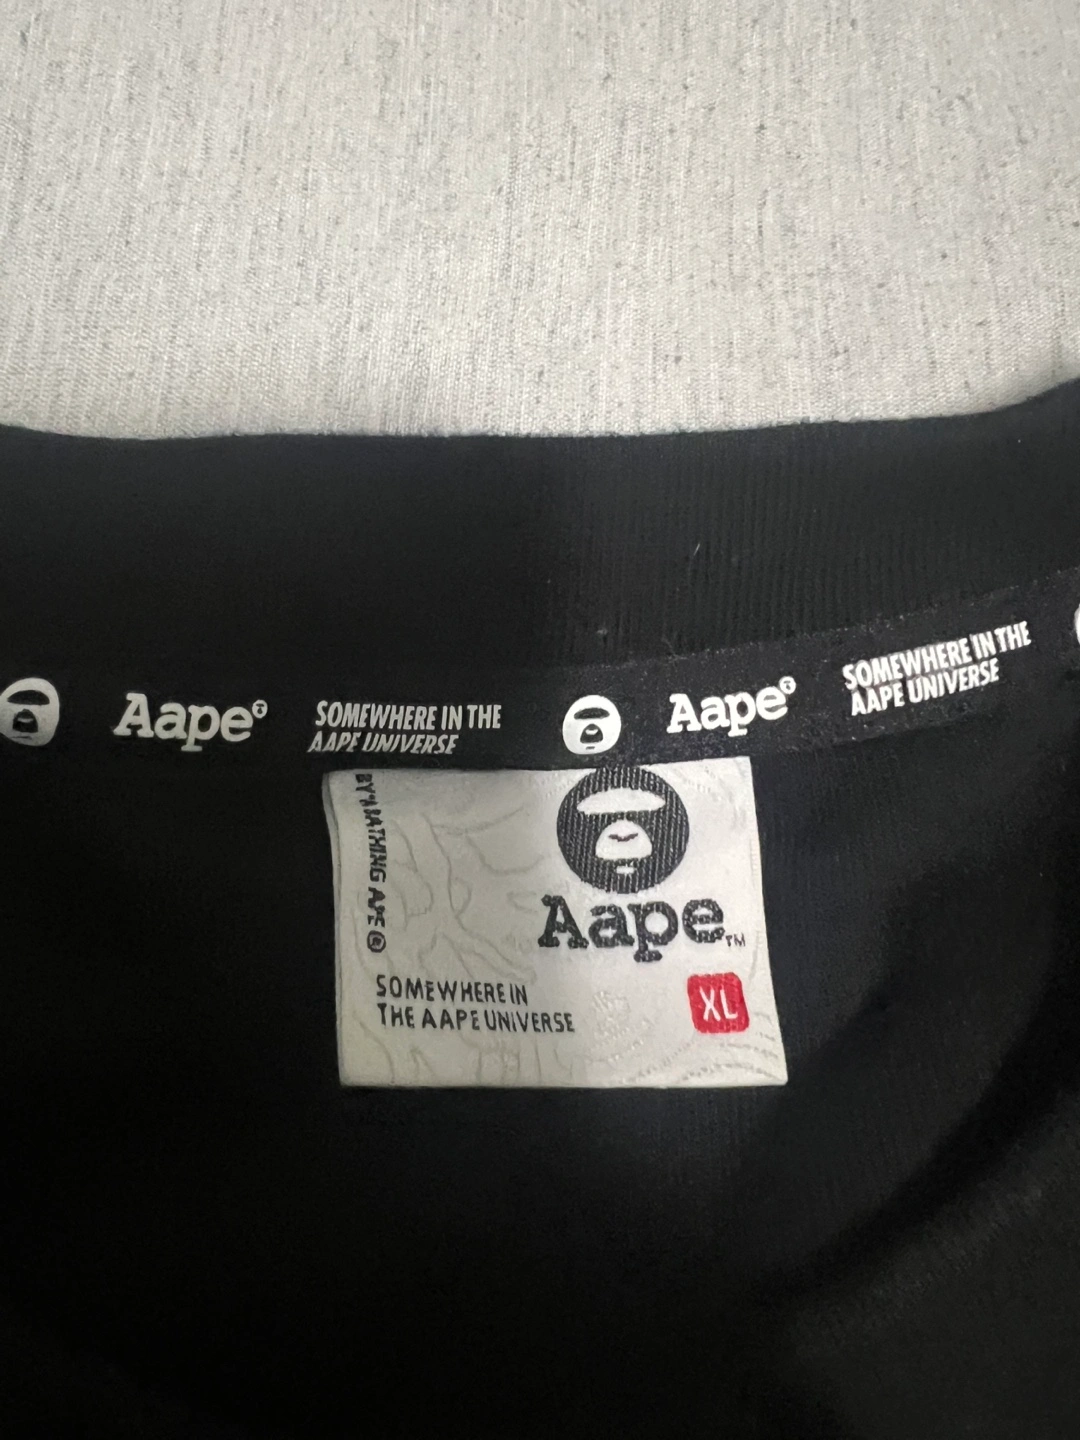 Aape®
SOMEWHERE IN THE
AAPE UNIVERSE
Aape®
SOMEWHERE IN THE
AAPE UNIVERSE
BY*A BATHING APE®
Aape™
SOMEWHERE IN
THE AAPE UNIVERSE
XL